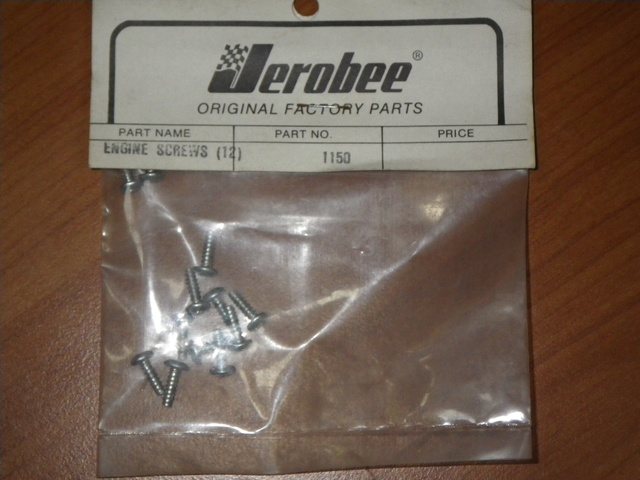 Jerobee®
ORIGINAL FACTORY PARTS
PART NAME PART NO. PRICE
ENGINE SCREWS (12) 1150